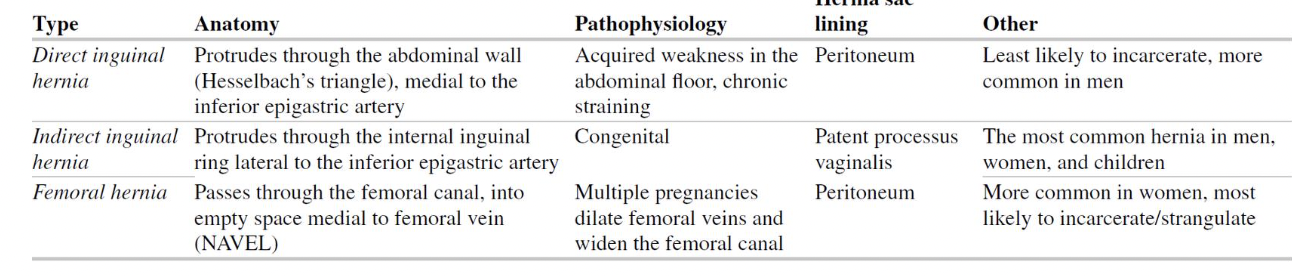 Hernia sac
Type Anatomy Pathophysiology lining Other
Direct inguinal Protrudes through the abdominal wall Acquired weakness in the Peritoneum Least likely to incarcerate, more
hernia (Hesselbach's triangle), medial to the abdominal floor, chronic common in men
inferior epigastric artery straining
Indirect inguinal Protrudes through the internal inguinal Congenital Patent processus The most common hernia in men,
hernia ring lateral to the inferior epigastric artery vaginalis women, and children
Femoral hernia Passes through the femoral canal, into Multiple pregnancies Peritoneum More common in women, most
empty space medial to femoral vein dilate femoral veins and likely to incarcerate/strangulate
(NAVEL) widen the femoral canal